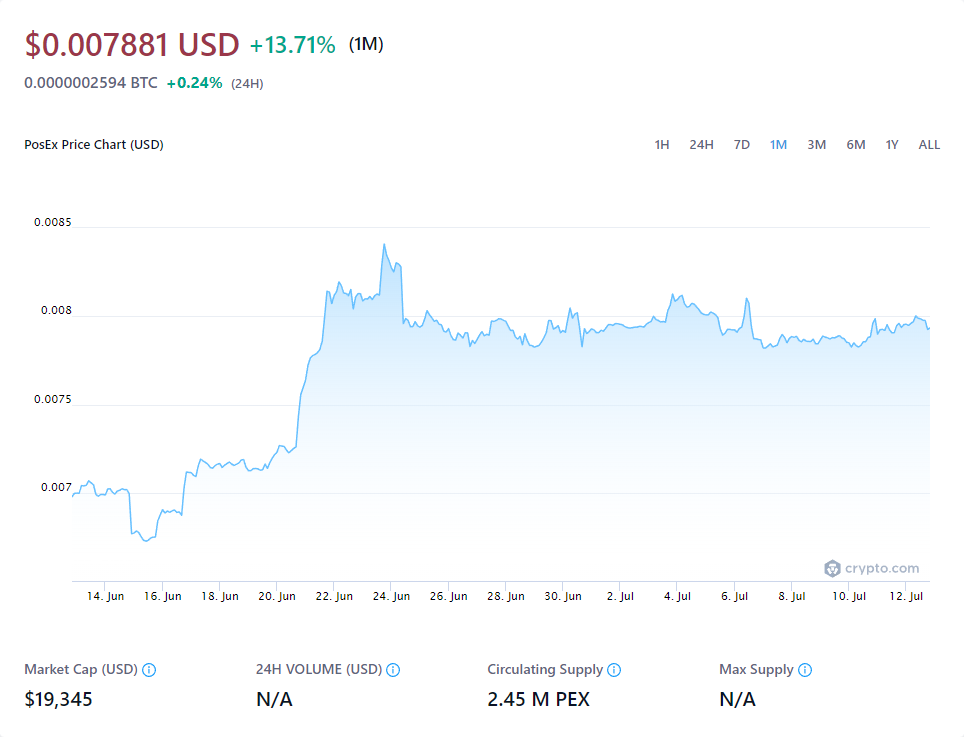 $0.007881 USD +13.71% (1M)
0.0000002594 BTC +0.24% (24H)
PosEx Price Chart (USD) 1H 24H 7D 1M 3M 6M 1Y ALL
0.0085
0.008
0.0075
0.007
crypto.com
14. Jun 16. Jun 18. Jun 20. Jun 22. Jun 24. Jun 26. Jun 28. Jun 30. Jun 2. Jul 4. Jul 6. Jul 8. Jul 10. Jul 12. Jul
Market Cap (USD) 24H VOLUME (USD) Circulating Supply Max Supply
$19,345 N/A 2.45 M PEX N/A